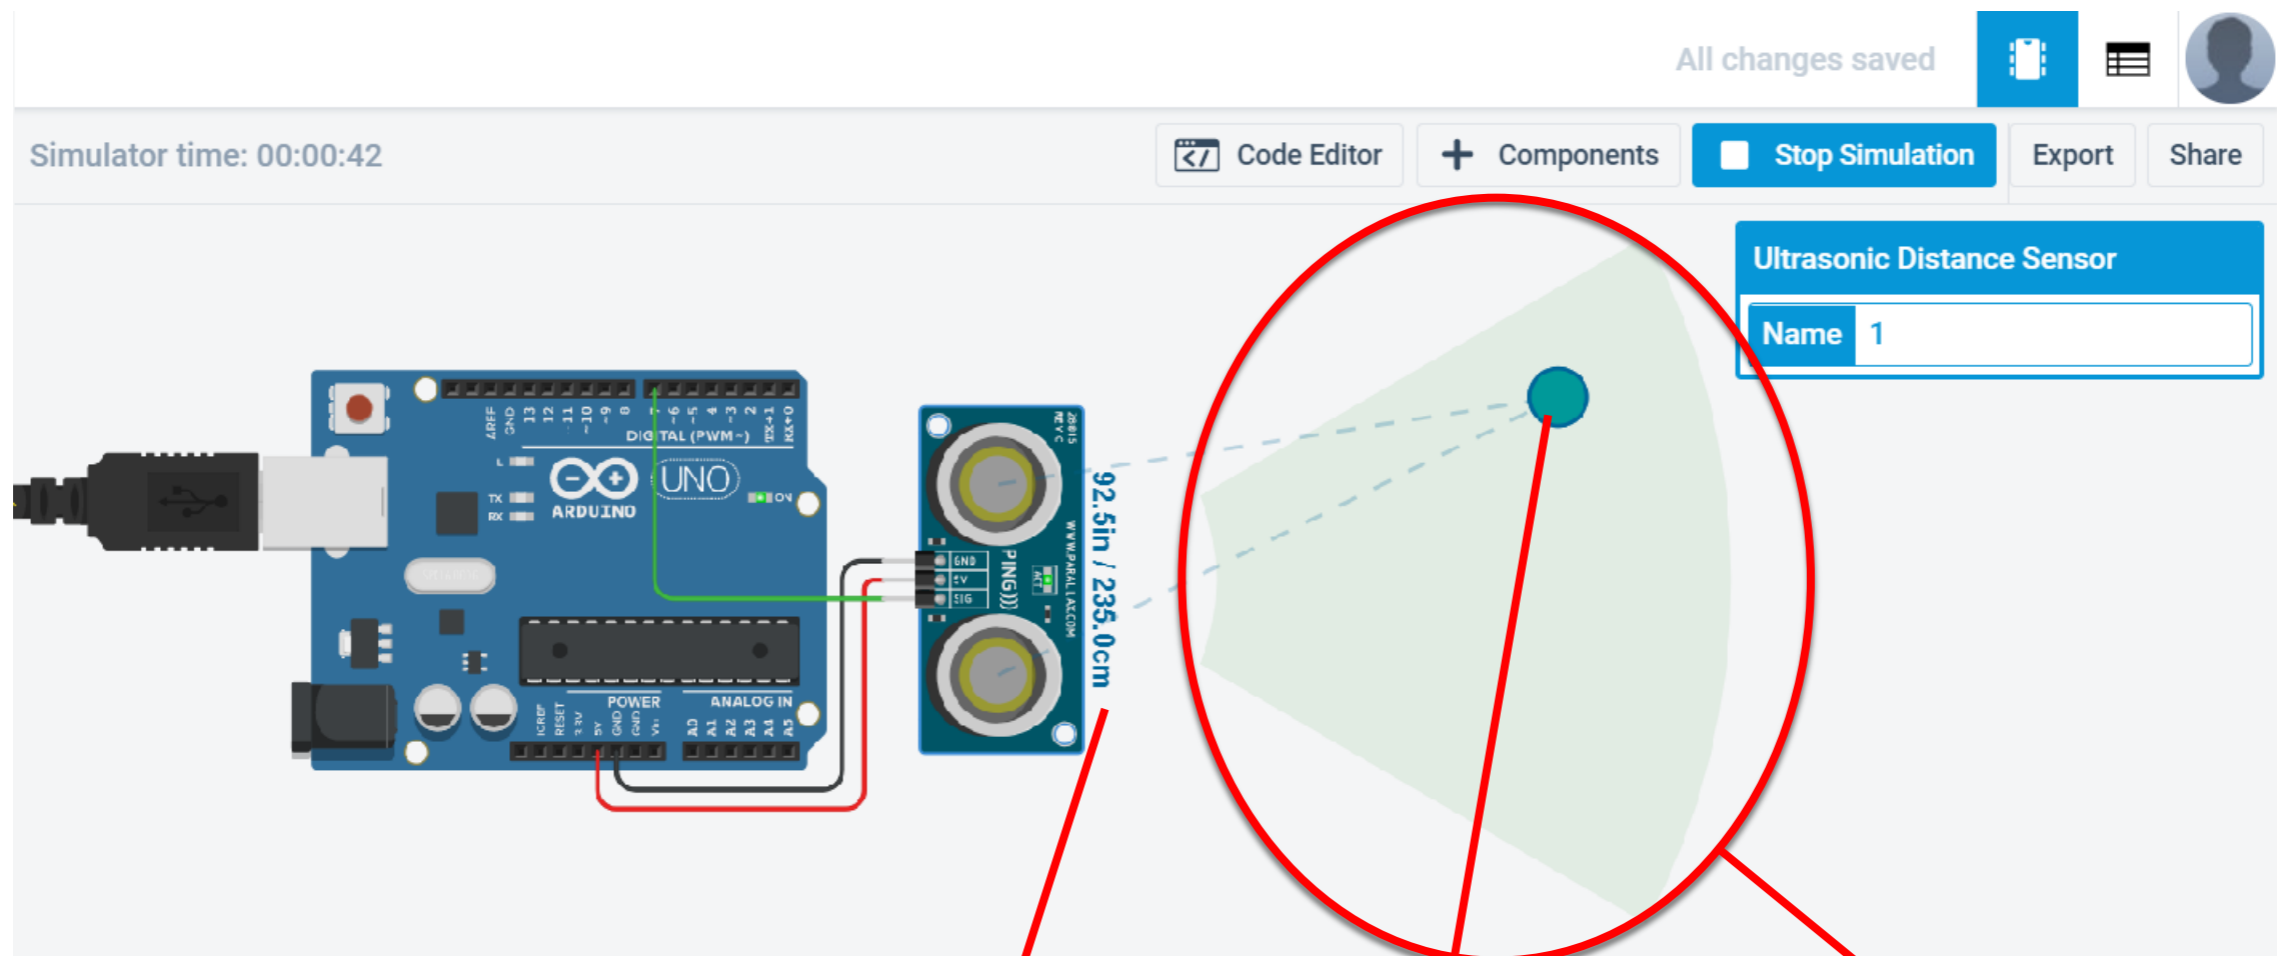 All changes saved
Simulator time: 00:00:42
Code Editor
Components
Stop Simulation
Export
Share
Ultrasonic Distance Sensor
Name 1
AREF
GND
13
12
~10
~9
8
7
~6
~5
4
~3
2
TX→1
RX←0
DIGITAL (PWM~)
L
TX
RX
UNO
ON
ARDUINO
POWER
ANALOG IN
IOREF
RESET
3.3V
5V
GND
GND
Vin
A0
A1
A2
A3
A4
A5
28015
REV C
GND
5V
SIG
PING)))
ACT
WWW.PARALLAX.COM
92.5in / 235.0cm